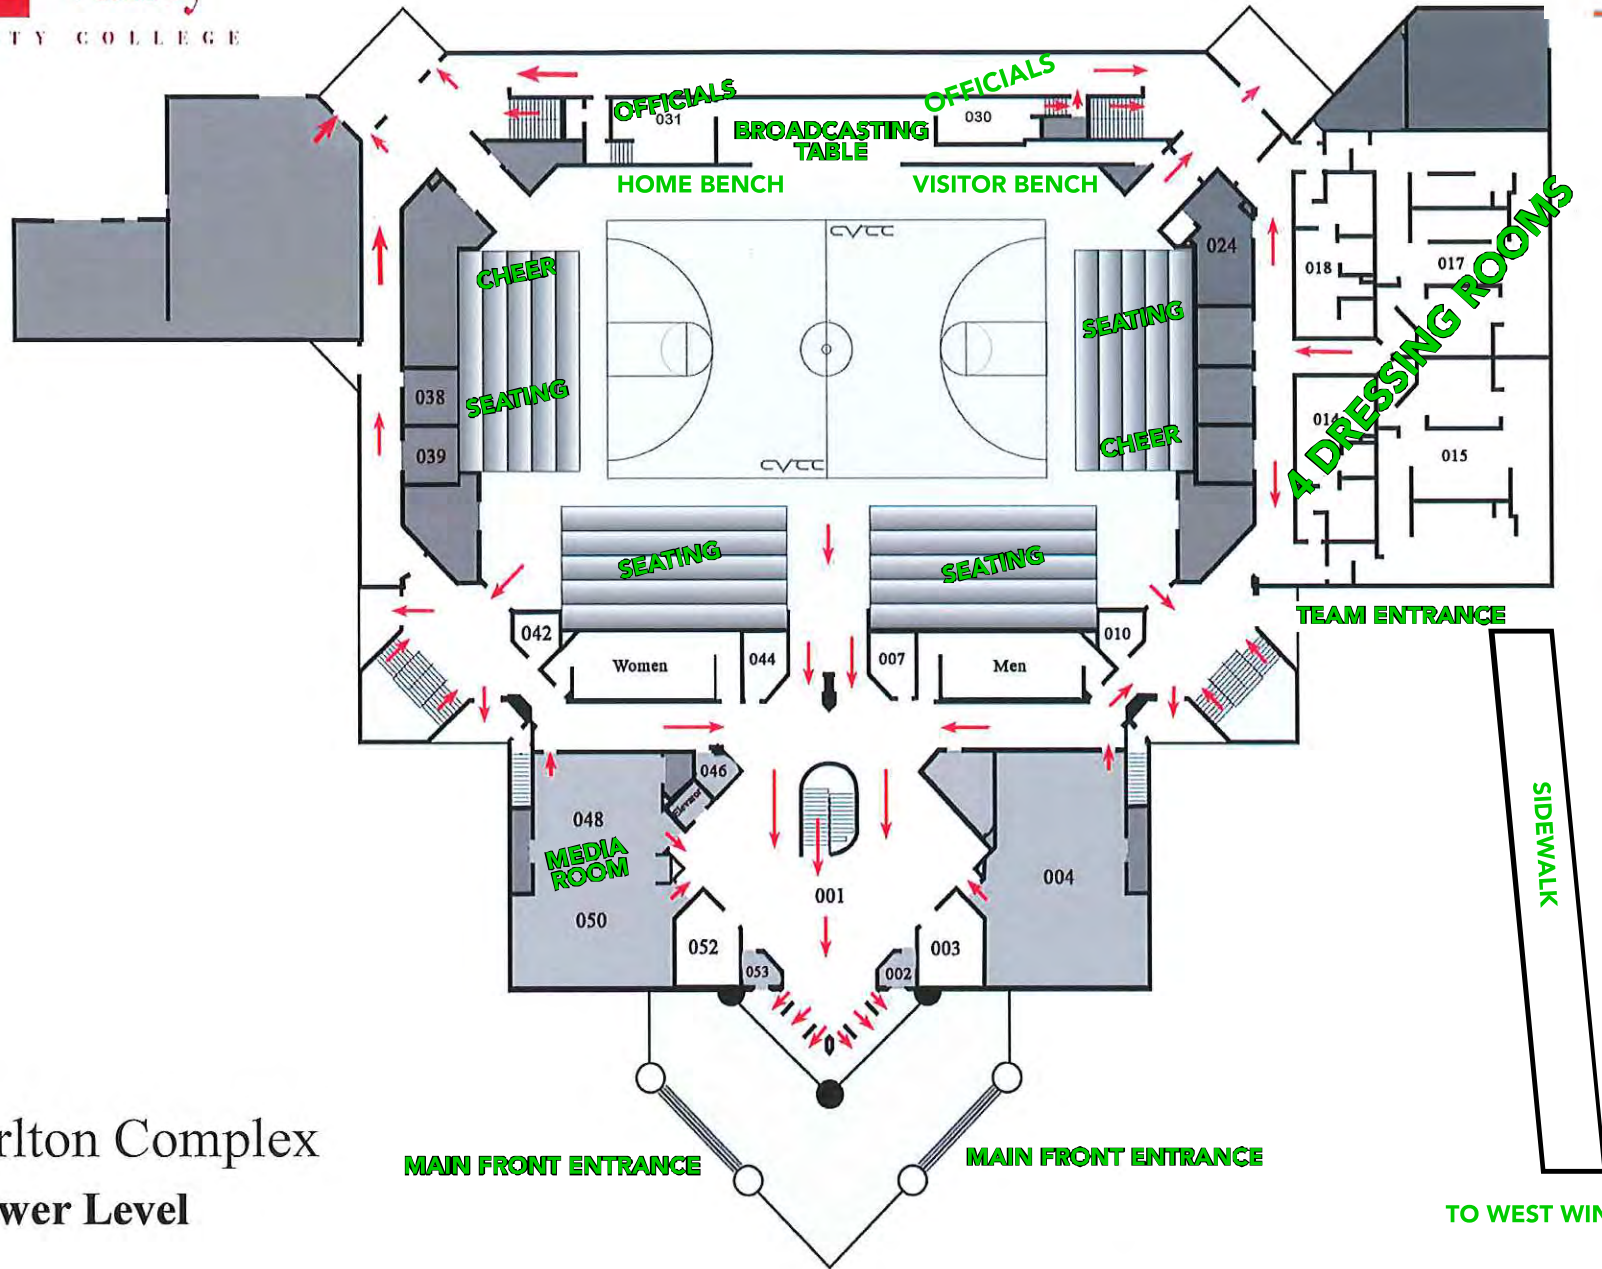 TY COLLEGE
OFFICIALS
031
BROADCASTING
TABLE
OFFICIALS
030
HOME BENCH
VISITOR BENCH
CVCC
CHEER
SEATING
038
039
SEATING
CHEER
024
018
017
014
015
4 DRESSING ROOMS
CVCC
SEATING
SEATING
TEAM ENTRANCE
042
Women
044
007
Men
010
046
Elevator
048
MEDIA
ROOM
050
052
053
001
002
003
004
SIDEWALK
MAIN FRONT ENTRANCE
MAIN FRONT ENTRANCE
TO WEST WIN
rlton Complex
wer Level